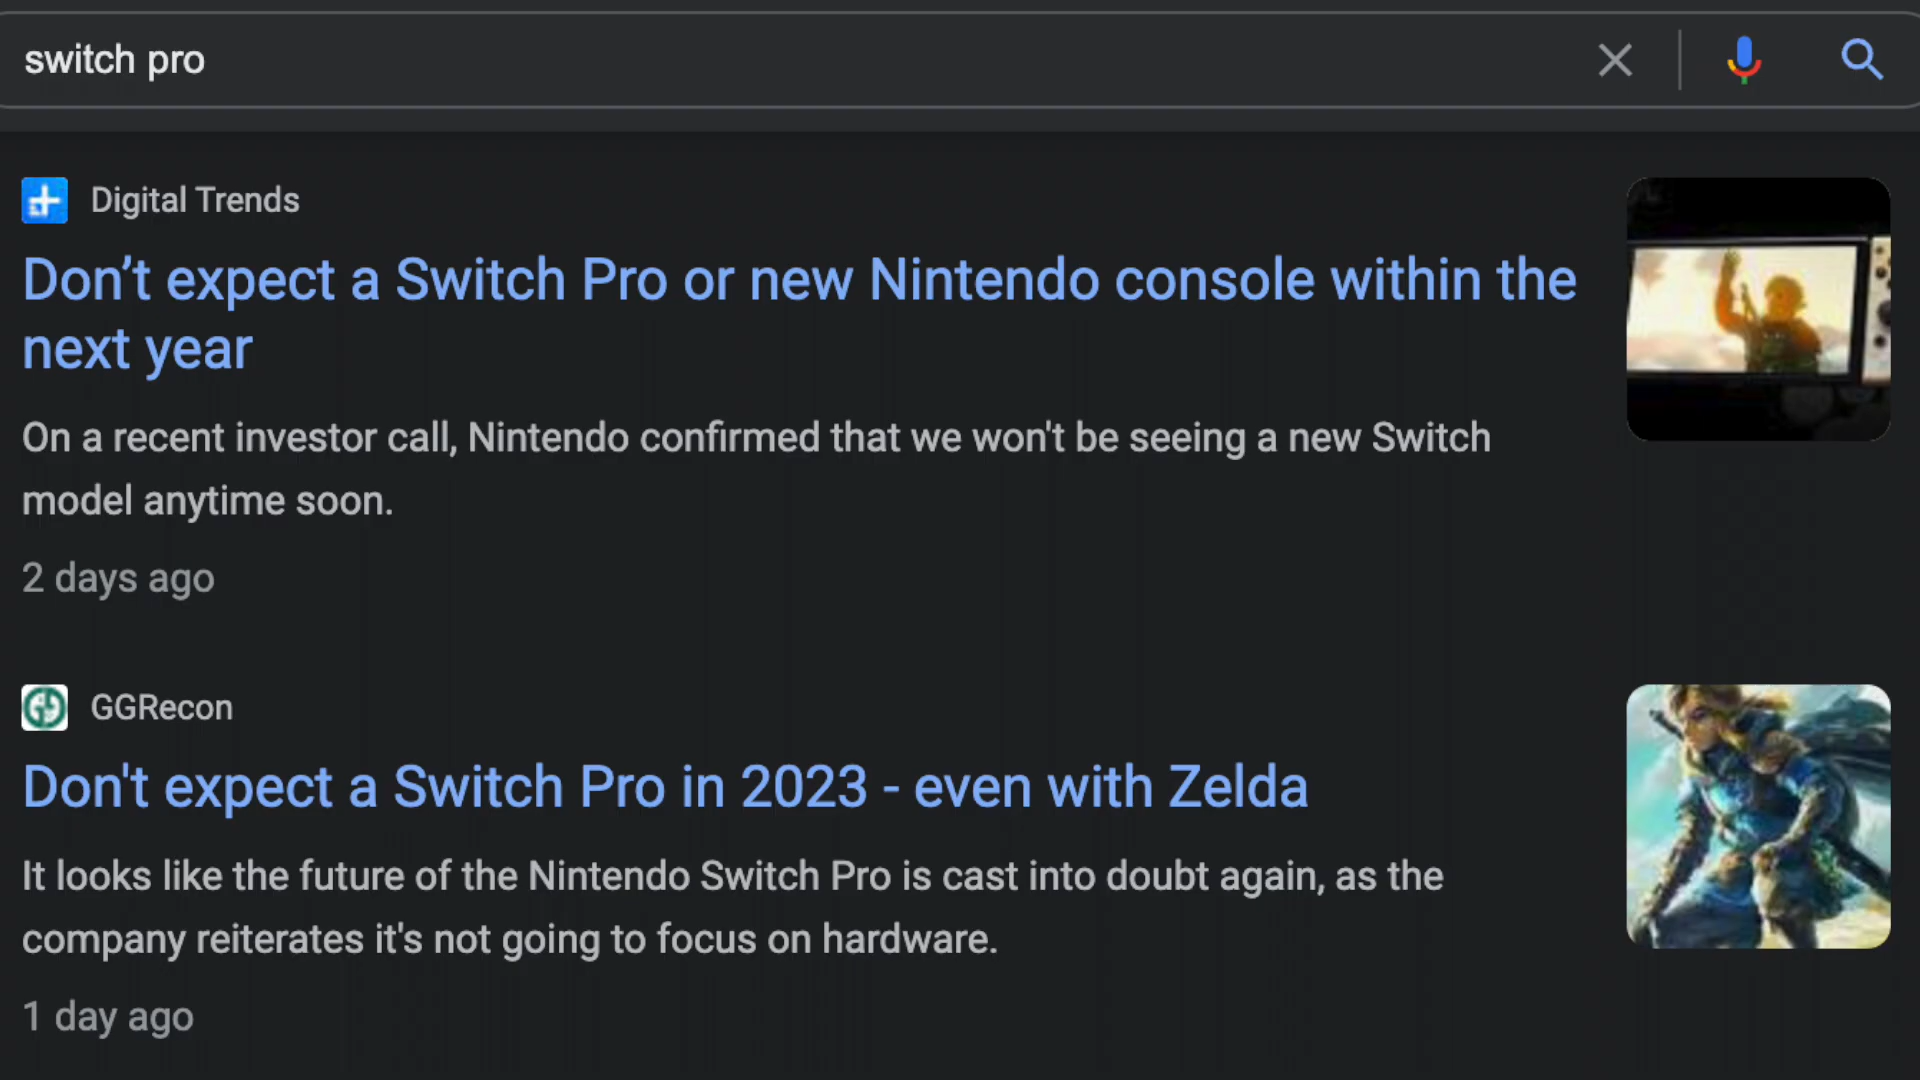 switch pro
Digital Trends
Don’t expect a Switch Pro or new Nintendo console within the
next year
On a recent investor call, Nintendo confirmed that we won't be seeing a new Switch
model anytime soon.
2 days ago
GGRecon
Don't expect a Switch Pro in 2023 - even with Zelda
It looks like the future of the Nintendo Switch Pro is cast into doubt again, as the
company reiterates it's not going to focus on hardware.
1 day ago